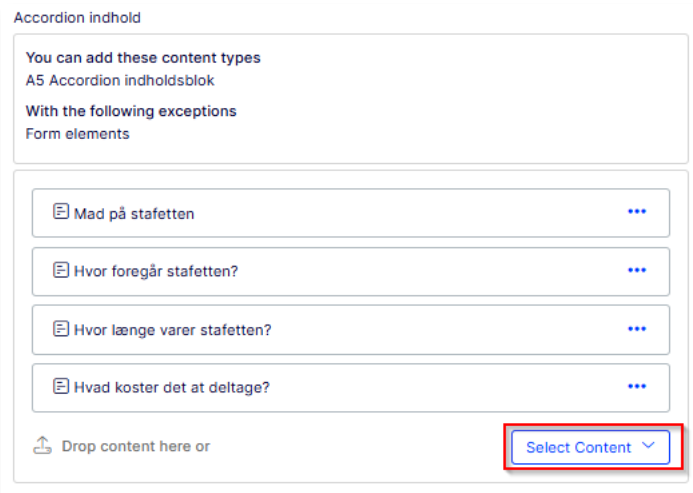 Accordion indhold
You can add these content types
A5 Accordion indholdsblok
With the following exceptions
Form elements
Mad på stafetten
Hvor foregår stafetten?
Hvor længe varer stafetten?
Hvad koster det at deltage?
Drop content here or
Select Content